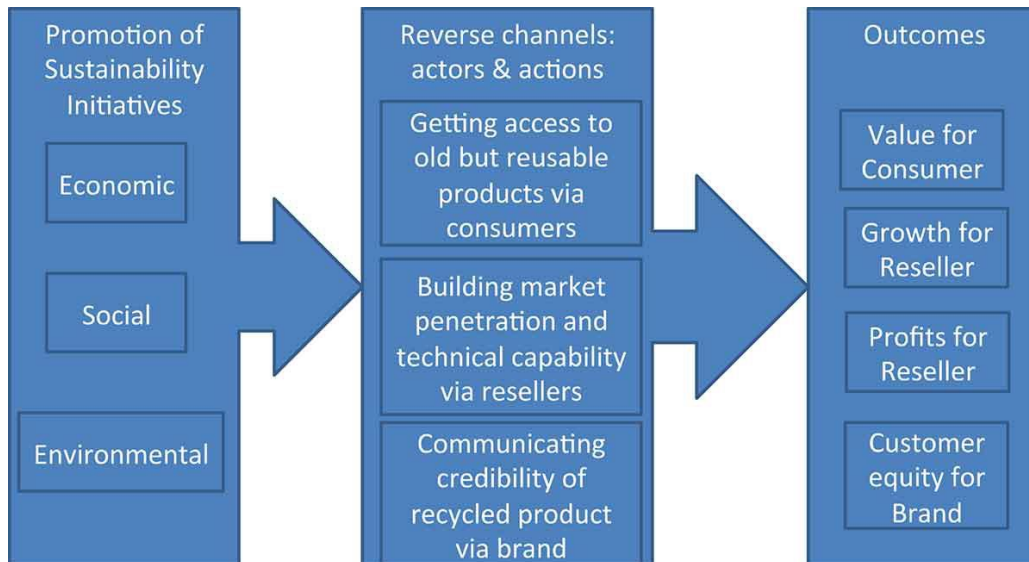 Promotion of
Sustainability
Initiatives
Economic
Social
Environmental
Reverse channels:
actors & actions
Getting access to
old but reusable
products via
consumers
Building market
penetration and
technical capability
via resellers
Communicating
credibility of
recycled product
via brand
Outcomes
Value for
Consumer
Growth for
Reseller
Profits for
Reseller
Customer
equity for
Brand